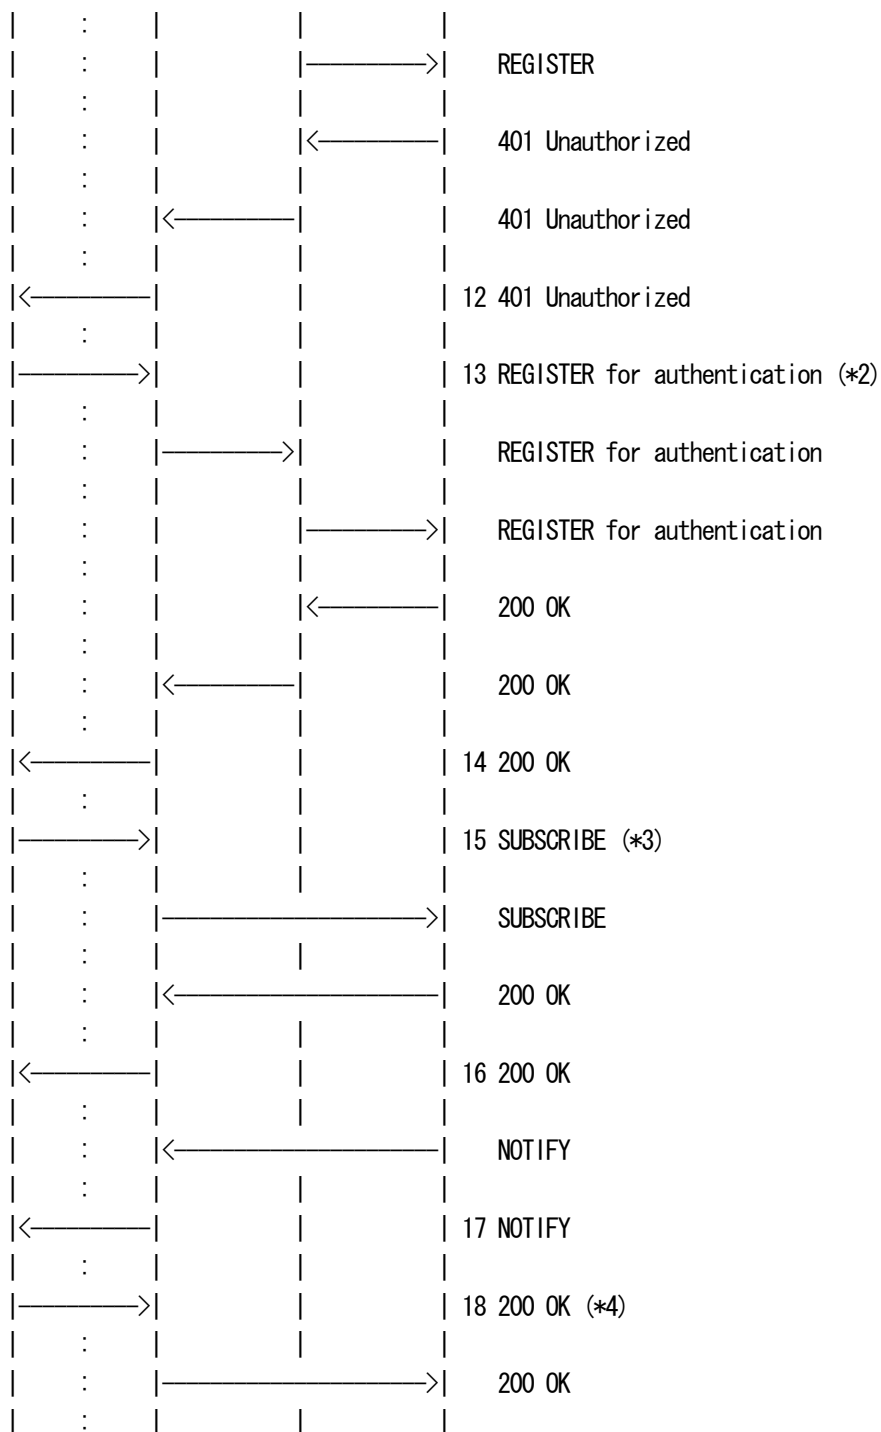 REGISTER
401 Unauthorized
401 Unauthorized
12 401 Unauthorized
13 REGISTER for authentication (*2)
REGISTER for authentication
REGISTER for authentication
200 OK
200 OK
14 200 OK
15 SUBSCRIBE (*3)
SUBSCRIBE
200 OK
16 200 OK
NOTIFY
17 NOTIFY
18 200 OK (*4)
200 OK